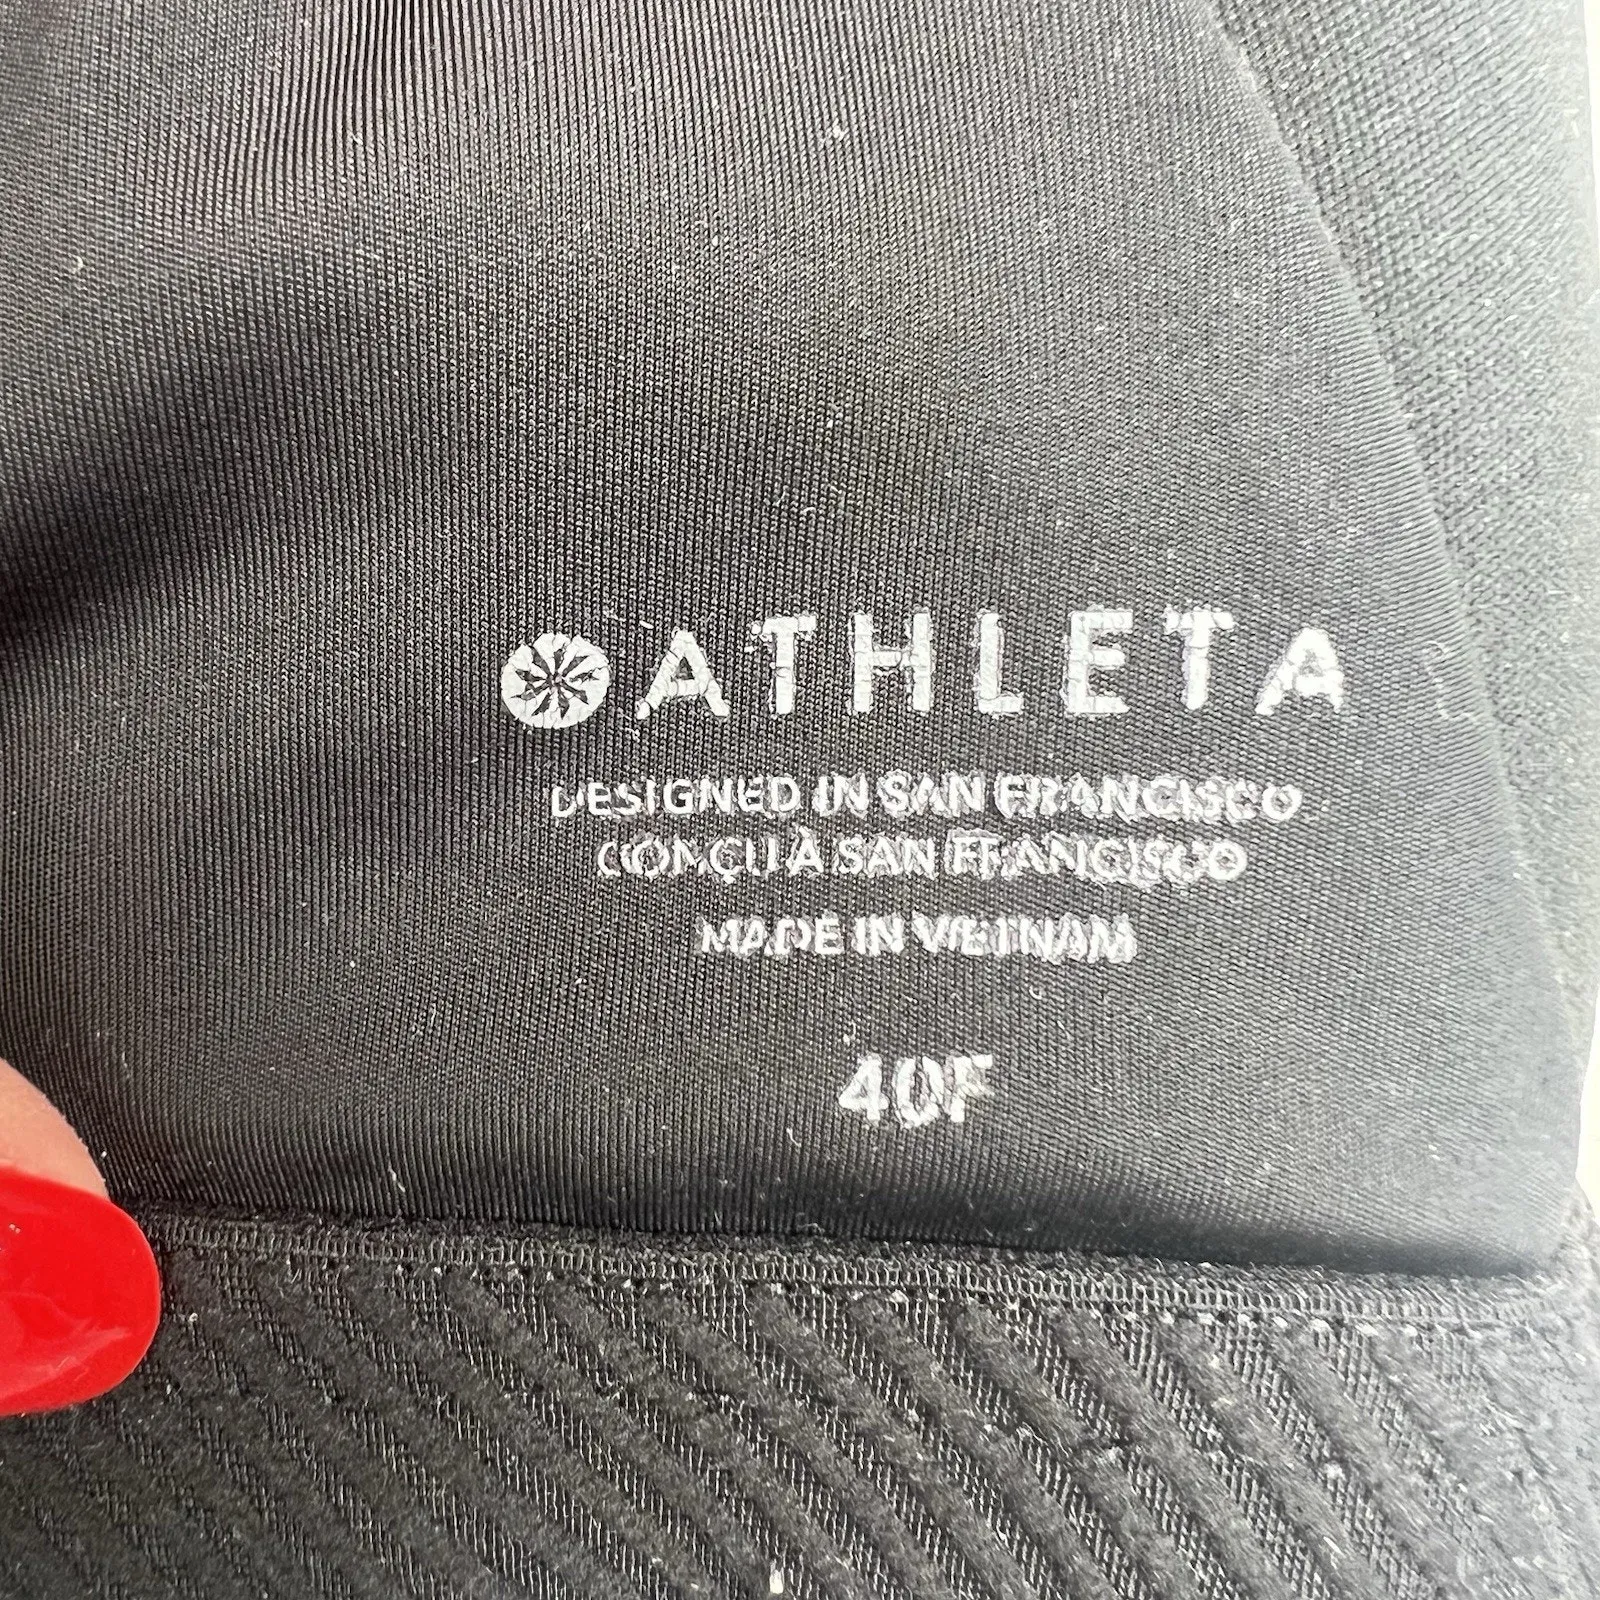 ATHLETA
DESIGNED IN SAN FRANCISCO
CONÇU À SAN FRANCISCO
MADE IN VIETNAM
40F